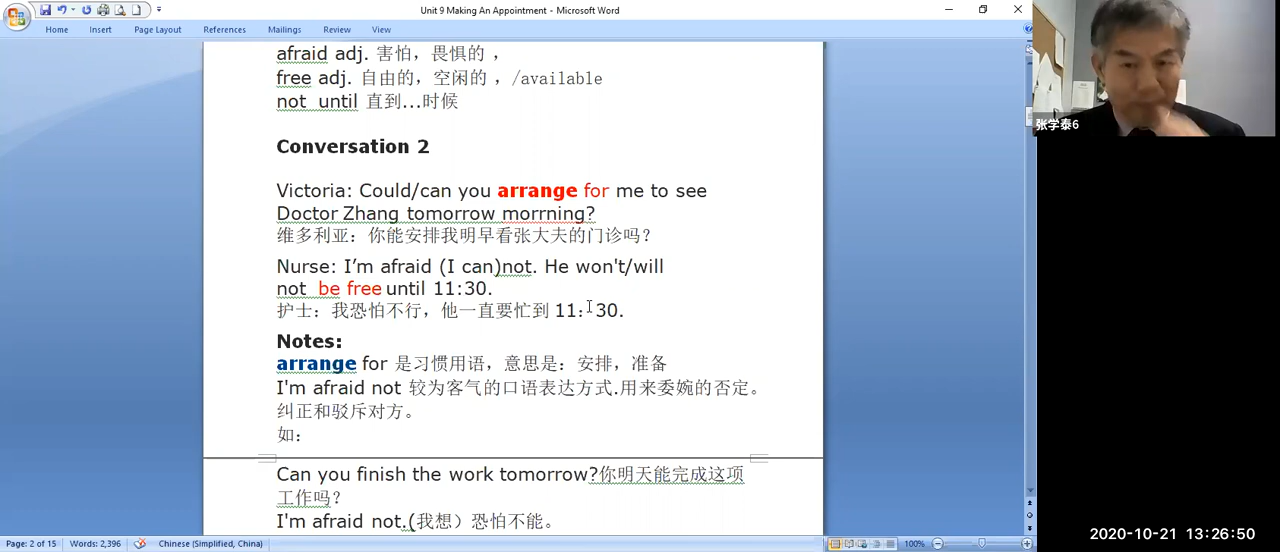 Unit 9 Making An Appointment - Microsoft Word
Home Insert Page Layout References Mailings Review View
afraid adj. 害怕，畏惧的 ，
free adj. 自由的，空闲的 ，/available
not  until 直到…时候
Conversation 2
Victoria: Could/can you arrange for me to see
Doctor Zhang tomorrow morrning?
维多利亚：你能安排我明早看张大夫的门诊吗？
Nurse: I’m afraid (I can)not. He won't/will
not  be free until 11:30.
护士：我恐怕不行，他一直要忙到 11：30.
Notes:
arrange for 是习惯用语，意思是：安排，准备
I'm afraid not 较为客气的口语表达方式.用来委婉的否定。
纠正和驳斥对方。
如：
Can you finish the work tomorrow?你明天能完成这项
工作吗？
I'm afraid not.(我想）恐怕不能。
Page: 2 of 15 Words: 2,396 Chinese (Simplified, China) 100%
张学泰6
2020-10-21 13:26:50